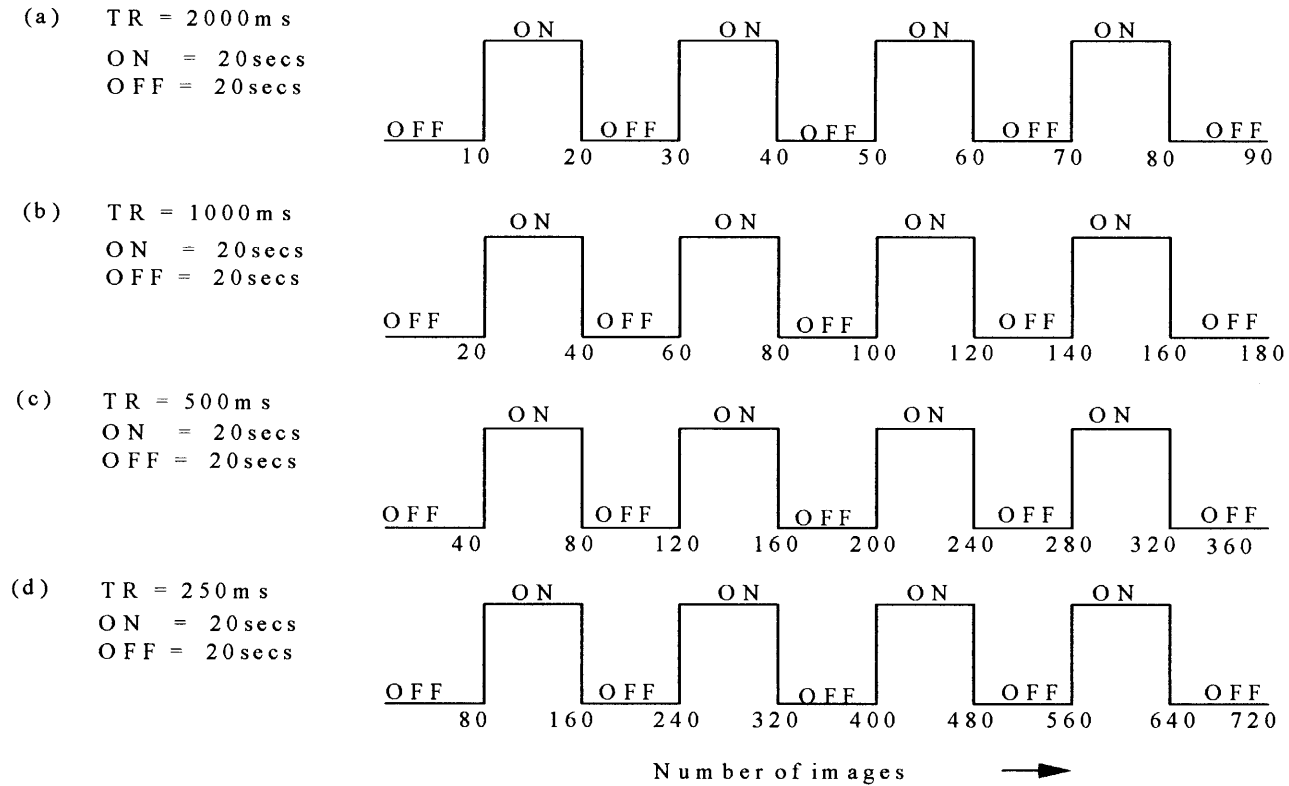 (a) TR = 2000ms
ON = 20secs
OFF = 20secs
ON ON ON ON
OFF OFF OFF OFF OFF
10 20 30 40 50 60 70 80 90
(b) TR = 1000ms
ON = 20secs
OFF = 20secs
ON ON ON ON
OFF OFF OFF OFF OFF
20 40 60 80 100 120 140 160 180
(c) TR = 500ms
ON = 20secs
OFF = 20secs
ON ON ON ON
OFF OFF OFF OFF OFF
40 80 120 160 200 240 280 320 360
(d) TR = 250ms
ON = 20secs
OFF = 20secs
ON ON ON ON
OFF OFF OFF OFF OFF
80 160 240 320 400 480 560 640 720
Number of images